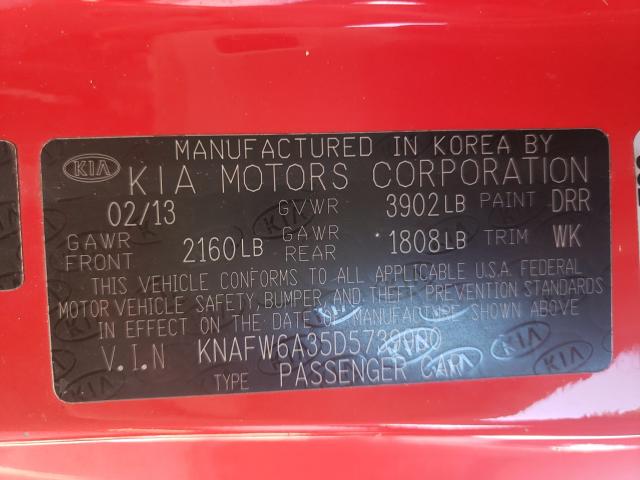 MANUFACTURED IN KOREA BY
KIA KIA MOTORS CORPORATION
02/13 GVWR 3902LB PAINT DRR
GAWR FRONT 2160LB GAWR REAR 1808LB TRIM WK
THIS VEHICLE CONFORMS TO ALL APPLICABLE U.S.A. FEDERAL
MOTOR VEHICLE SAFETY, BUMPER, AND THEFT PREVENTION STANDARDS
IN EFFECT ON THE DATE OF MANUFACTURE SHOWN ABOVE
V.I.N
TYPE PASSENGER CAR